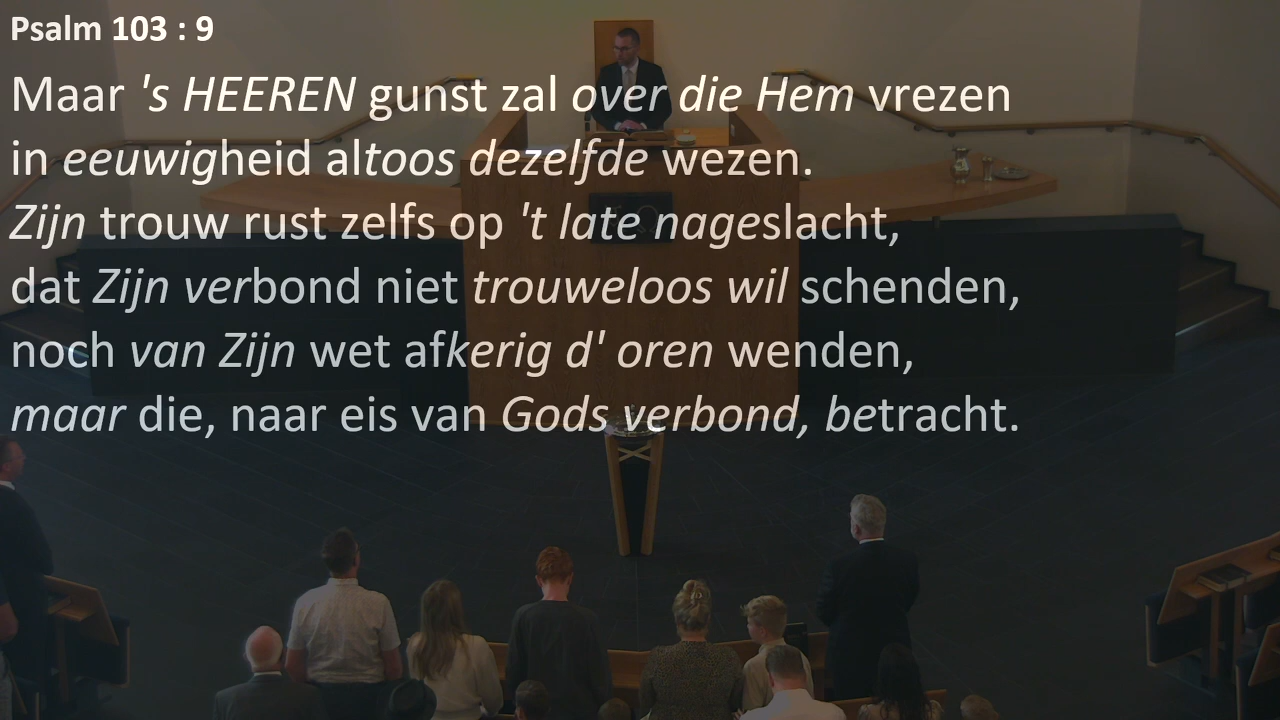 Psalm 103 : 9
Maar 's HEEREN gunst zal over die Hem vrezen
in eeuwigheid altoos dezelfde wezen.
Zijn trouw rust zelfs op 't late nageslacht,
dat Zijn verbond niet trouweloos wil schenden,
noch van Zijn wet afkerig d' oren wenden,
maar die, naar eis van Gods verbond, betracht.